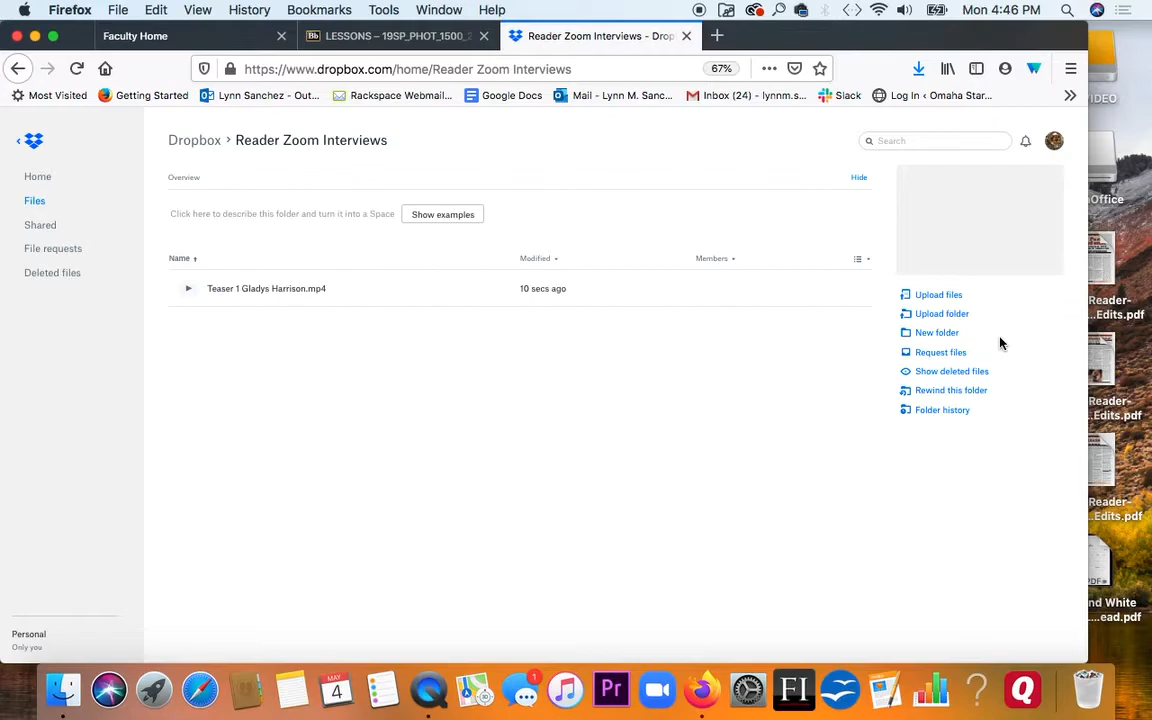 Firefox File Edit View History Bookmarks Tools Window Help Mon 4:46 PM
Faculty Home LESSONS – 19SP_PHOT_1500_2 Reader Zoom Interviews - Drop
https://www.dropbox.com/home/Reader Zoom Interviews 67%
Most Visited Getting Started Lynn Sanchez - Out... Rackspace Webmail... Google Docs Mail - Lynn M. Sanc... Inbox (24) - lynnm.s... Slack Log In ‹ Omaha Star...
Dropbox › Reader Zoom Interviews
Search
Home
Files
Shared
File requests
Deleted files
Overview Hide
Click here to describe this folder and turn it into a Space Show examples
Name Modified Members
Teaser 1 Gladys Harrison.mp4 10 secs ago
Upload files
Upload folder
New folder
Request files
Show deleted files
Rewind this folder
Folder history
Personal
Only you
Office
Reader-
...Edits.pdf
Reader-
...Edits.pdf
Reader-
...Edits.pdf
PDF
nd White
...ead.pdf
MAY
4
1
Pr
FI
Q